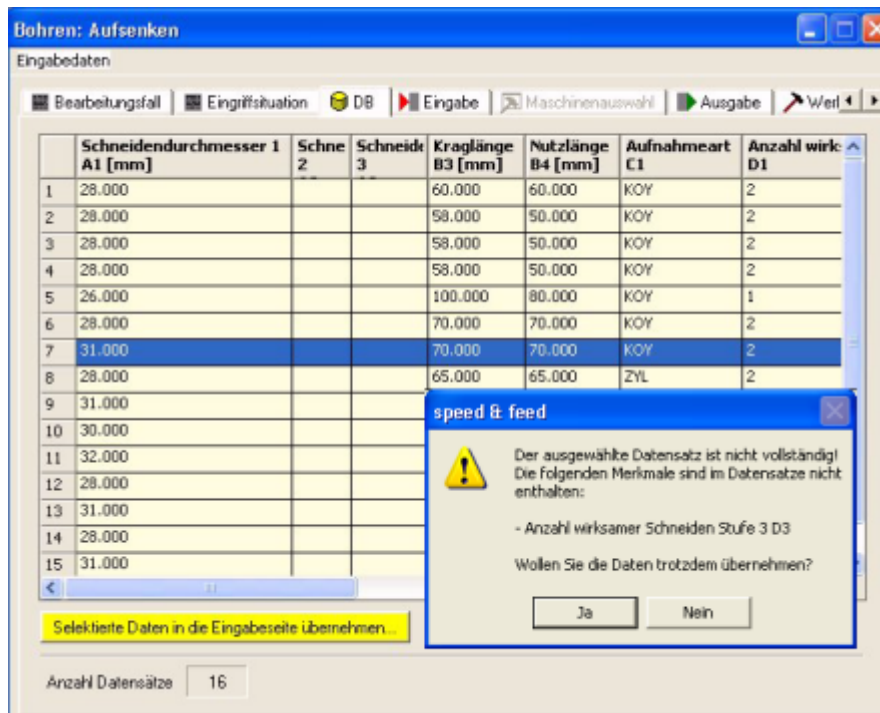 Bohren: Aufsenken
Eingabedaten
Bearbeitungsfall Eingriffsituation DB Eingabe Maschinenauswahl Ausgabe Werl
Schneidendurchmesser 1 Schne Schneide Kraglänge Nutzlänge Aufnahmeart Anzahl wirks
A1 [mm] 2 3 B3 [mm] B4 [mm] C1 D1
1 28.000 60.000 60.000 KOY 2
2 28.000 58.000 50.000 KOY 2
3 28.000 58.000 50.000 KOY 2
4 28.000 58.000 50.000 KOY 2
5 26.000 100.000 80.000 KOY 1
6 28.000 70.000 70.000 KOY 2
7 31.000 70.000 70.000 KOY 2
8 28.000 65.000 65.000 ZYL 2
9 31.000
10 30.000
11 32.000
12 28.000
13 31.000
14 28.000
15 31.000
speed & feed
Der ausgewählte Datensatz ist nicht vollständig!
Die folgenden Merkmale sind im Datensatze nicht
enthalten:
- Anzahl wirksamer Schneiden Stufe 3 D3
Wollen Sie die Daten trotzdem übernehmen?
Ja Nein
Selektierte Daten in die Eingabeseite übernehmen...
Anzahl Datensätze 16